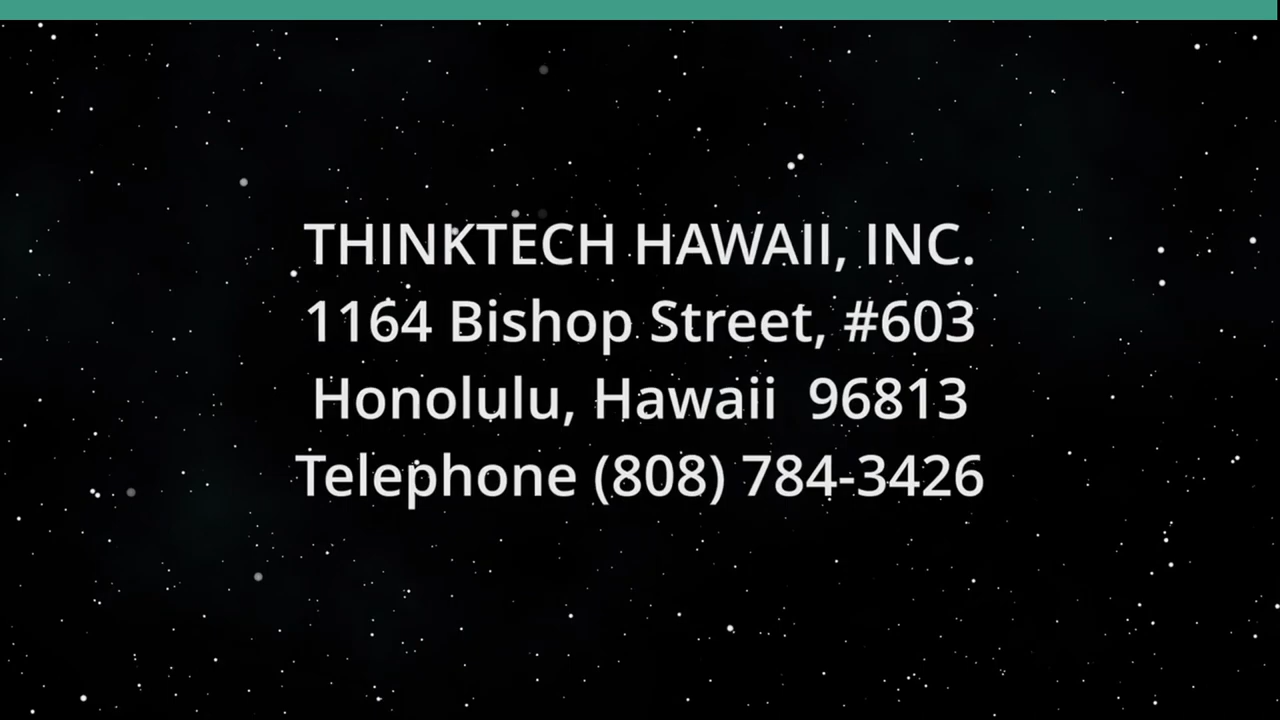 THINKTECH HAWAII, INC.
1164 Bishop Street, #603
Honolulu, Hawaii  96813
Telephone (808) 784-3426